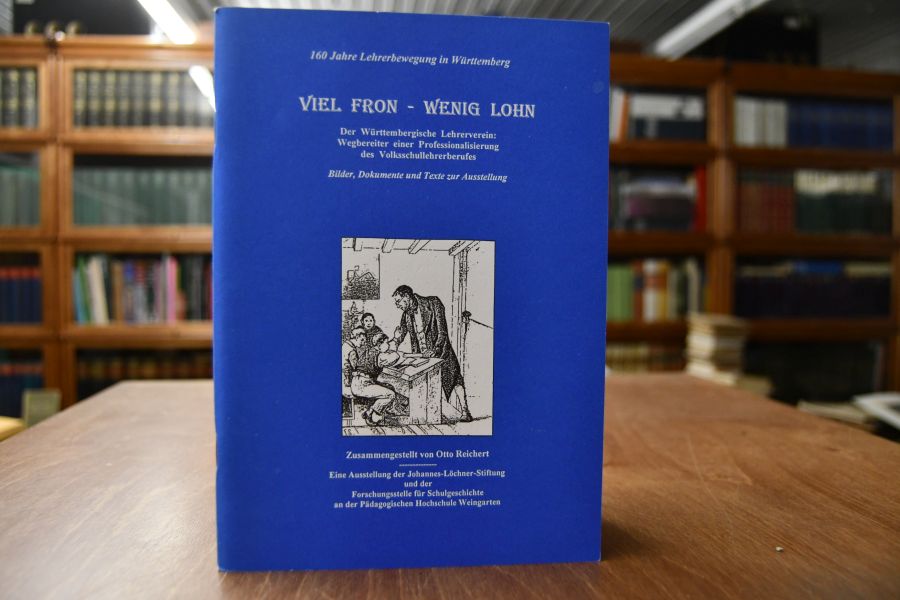 160 Jahre Lehrerbewegung in Württemberg
VIEL FRON - WENIG LOHN
Der Württembergische Lehrerverein:
Wegbereiter einer Professionalisierung
des Volksschullehrerberufes
Bilder, Dokumente und Texte zur Ausstellung
Zusammengestellt von Otto Reichert
Eine Ausstellung der Johannes-Löchner-Stiftung
und der
Forschungsstelle für Schulgeschichte
an der Pädagogischen Hochschule Weingarten